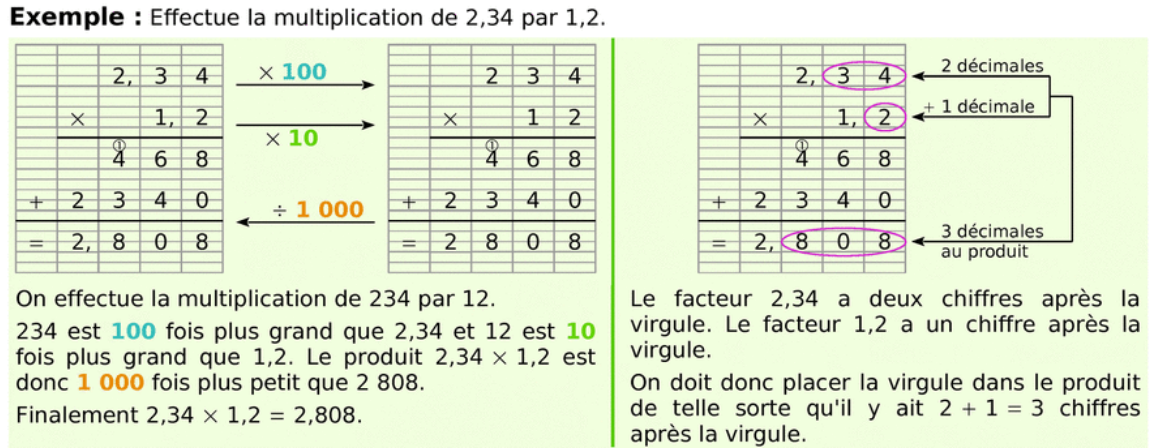 Exemple : Effectue la multiplication de 2,34 par 1,2.
2, 3 4
× 1, 2
①
4 6 8
+ 2 3 4 0
= 2, 8 0 8
× 100
× 10
÷ 1 000
2 3 4
× 1 2
①
4 6 8
+ 2 3 4 0
= 2 8 0 8
On effectue la multiplication de 234 par 12.
234 est 100 fois plus grand que 2,34 et 12 est 10
fois plus grand que 1,2. Le produit 2,34 × 1,2 est
donc 1 000 fois plus petit que 2 808.
Finalement 2,34 × 1,2 = 2,808.
2, 3 4
× 1, 2
①
4 6 8
+ 2 3 4 0
= 2, 8 0 8
2 décimales
+ 1 décimale
3 décimales
au produit
Le facteur 2,34 a deux chiffres après la
virgule. Le facteur 1,2 a un chiffre après la
virgule.
On doit donc placer la virgule dans le produit
de telle sorte qu'il y ait 2 + 1 = 3 chiffres
après la virgule.